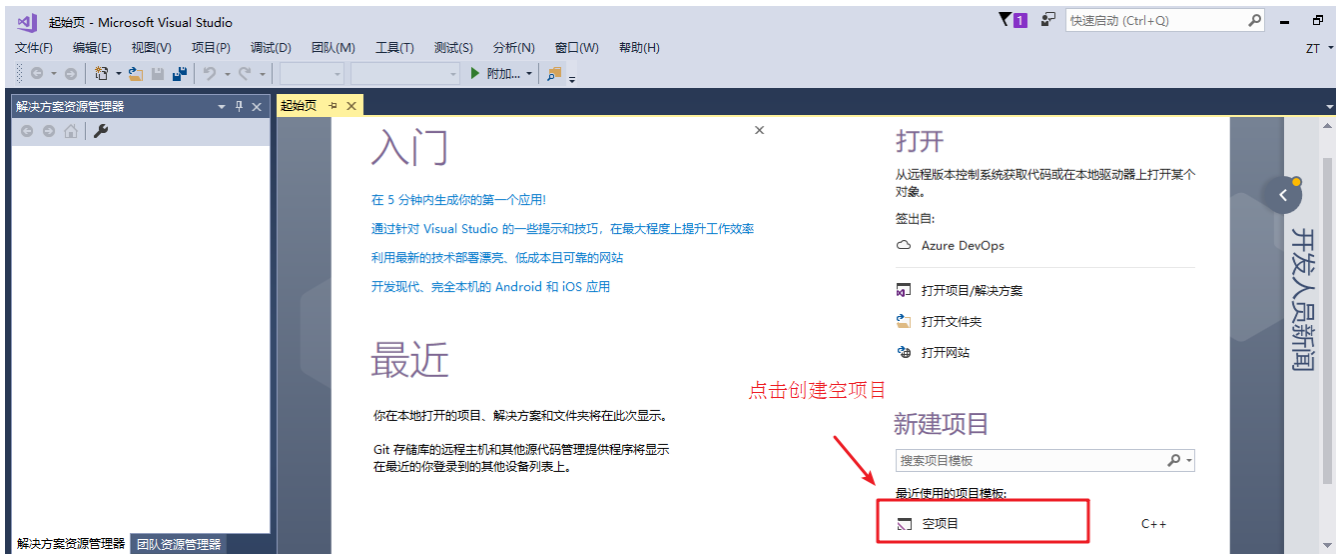 起始页 - Microsoft Visual Studio
1
快速启动 (Ctrl+Q)
文件(F) 编辑(E) 视图(V) 项目(P) 调试(D) 团队(M) 工具(T) 测试(S) 分析(N) 窗口(W) 帮助(H)
ZT
附加...
解决方案资源管理器
起始页
入门
在 5 分钟内生成你的第一个应用!
通过针对 Visual Studio 的一些提示和技巧，在最大程度上提升工作效率
利用最新的技术部署漂亮、低成本且可靠的网站
开发现代、完全本机的 Android 和 iOS 应用
最近
你在本地打开的项目、解决方案和文件夹将在此次显示。
Git 存储库的远程主机和其他源代码管理提供程序将显示
在最近的你登录到的其他设备列表上。
打开
从远程版本控制系统获取代码或在本地驱动器上打开某个
对象。
签出自:
Azure DevOps
打开项目/解决方案
打开文件夹
打开网站
点击创建空项目
新建项目
搜索项目模板
最近使用的项目模板:
空项目 C++
开发人员新闻
解决方案资源管理器 团队资源管理器